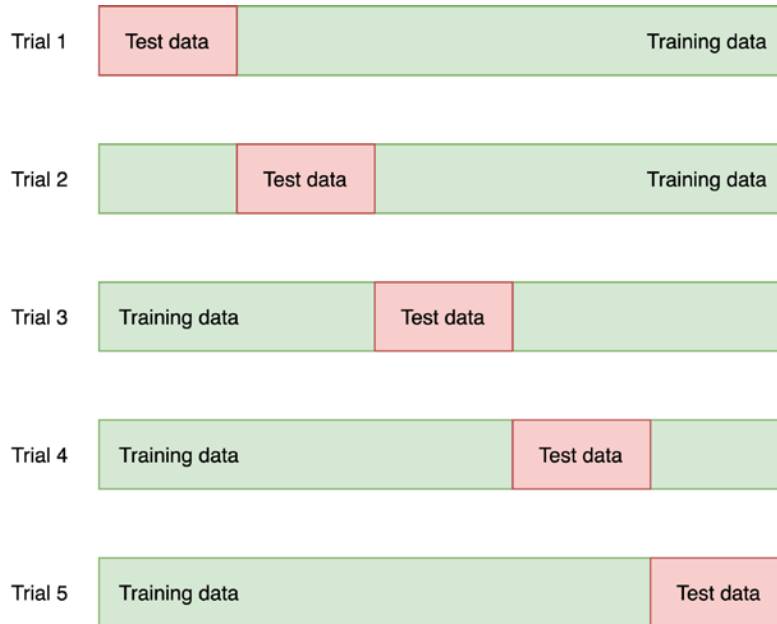 Trial 1 Test data Training data
Trial 2 Test data Training data
Trial 3 Training data Test data
Trial 4 Training data Test data
Trial 5 Training data Test data